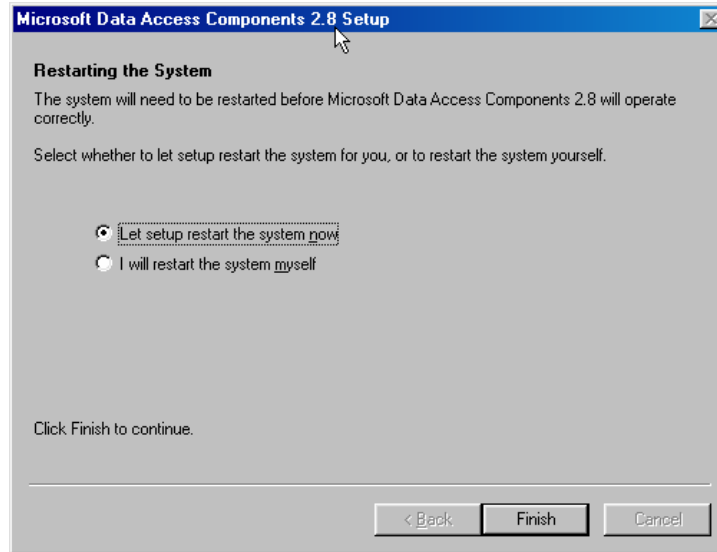 Microsoft Data Access Components 2.8 Setup
Restarting the System
The system will need to be restarted before Microsoft Data Access Components 2.8 will operate
correctly.
Select whether to let setup restart the system for you, or to restart the system yourself.
Let setup restart the system now
I will restart the system myself
Click Finish to continue.
< Back Finish Cancel